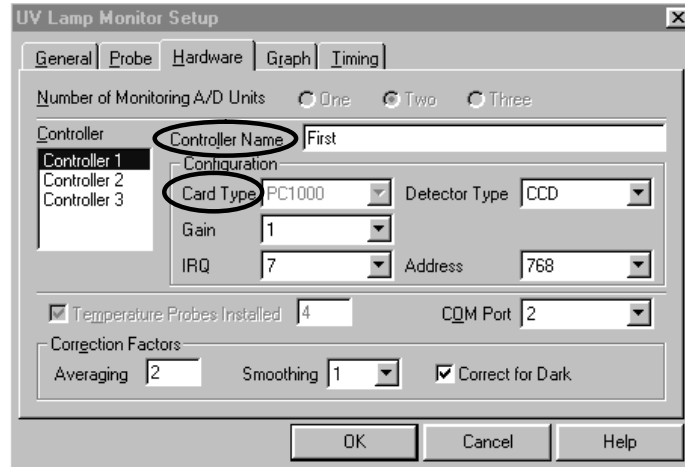 UV Lamp Monitor Setup
General Probe Hardware Graph Timing
Number of Monitoring A/D Units One Two Three
Controller
Controller 1
Controller 2
Controller 3
Controller Name First
Configuration
Card Type PC1000 Detector Type CCD
Gain 1
IRQ 7 Address 768
Temperature Probes Installed 4 COM Port 2
Correction Factors
Averaging 2 Smoothing 1 Correct for Dark
OK Cancel Help